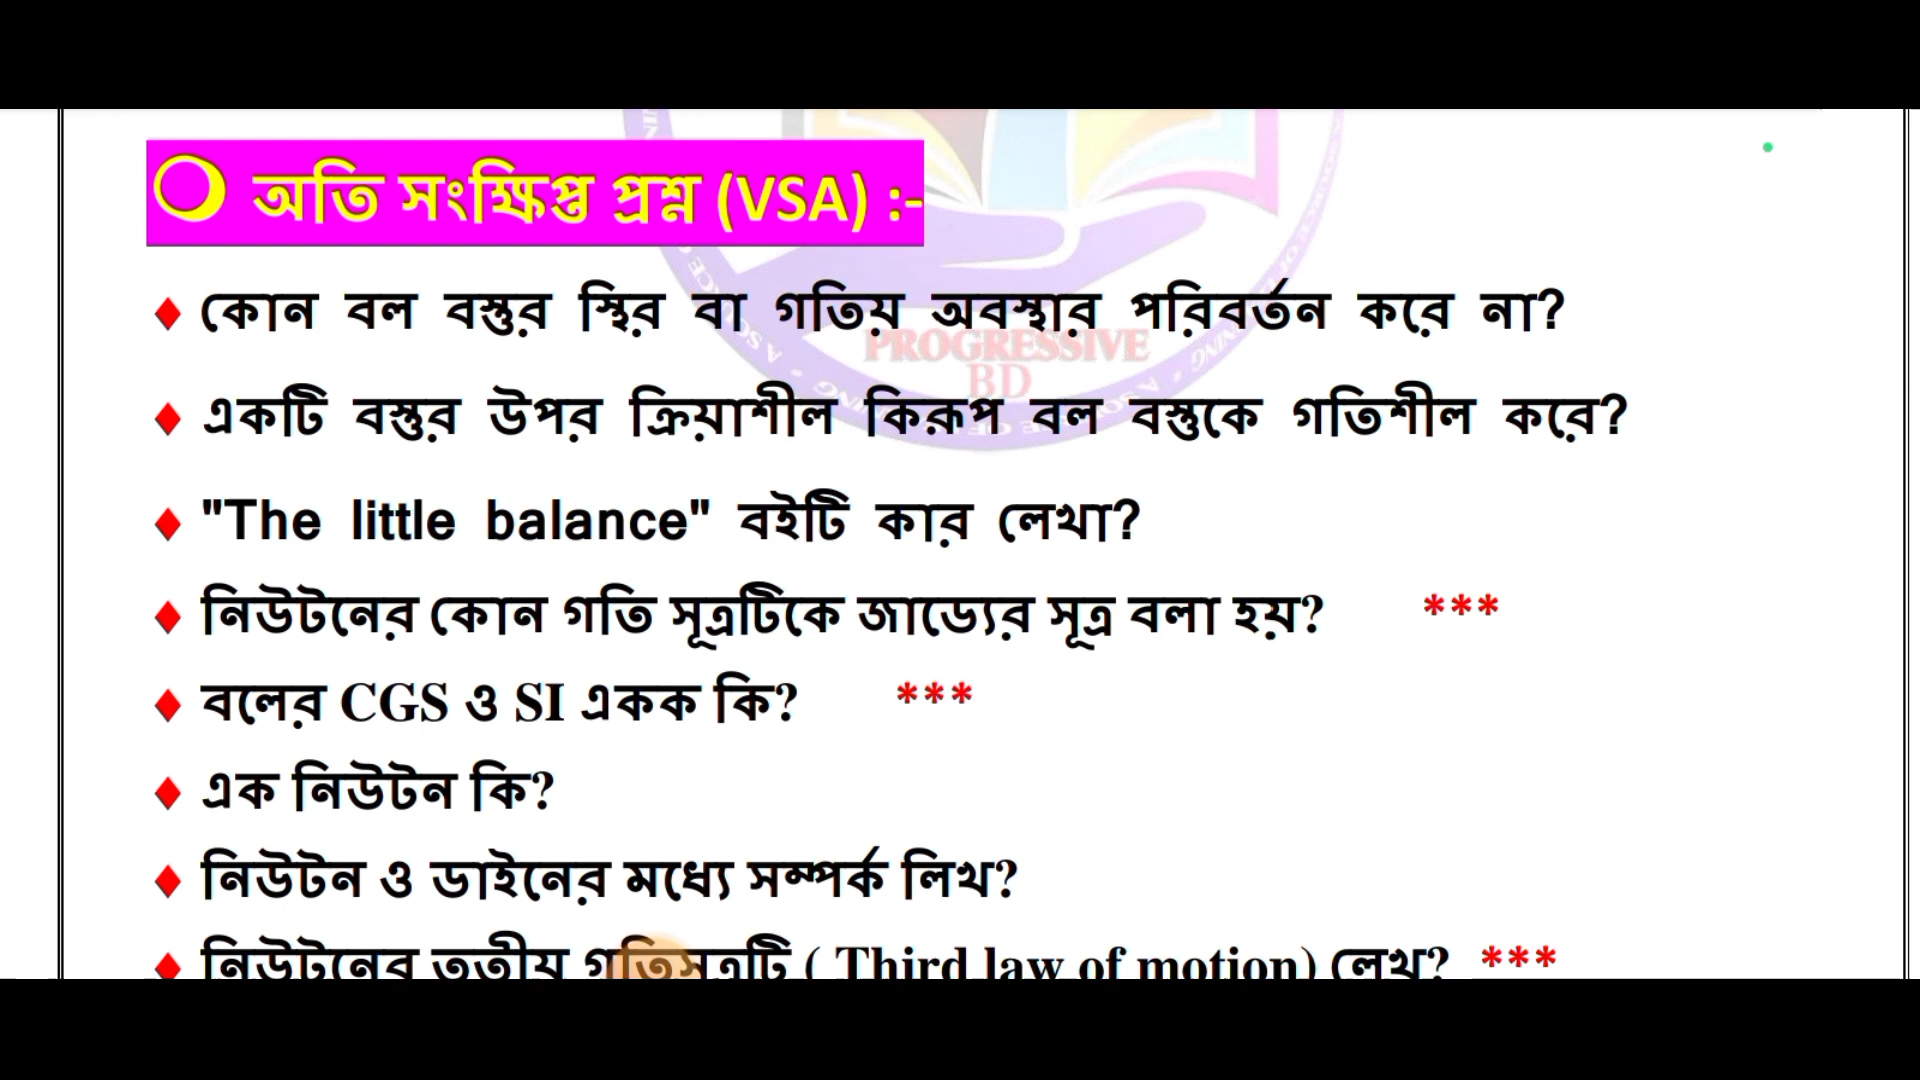 অতি সংক্ষিপ্ত প্রশ্ন (VSA) :-
কোন বল বস্তুর স্থির বা গতিয় অবস্থার পরিবর্তন করে না?
PROGRESSIVE
BD
একটি বস্তুর উপর ক্রিয়াশীল কিরূপ বল বস্তুকে গতিশীল করে?
"The little balance" বইটি কার লেখা?
নিউটনের কোন গতি সূত্রটিকে জাড্যের সূত্র বলা হয়? ***
বলের CGS ও SI একক কি? ***
এক নিউটন কি?
নিউটন ও ডাইনের মধ্যে সম্পর্ক লিখ?
নিউটনের তৃতীয় গতিসূত্রটি ( Third law of motion) লেখ? ***